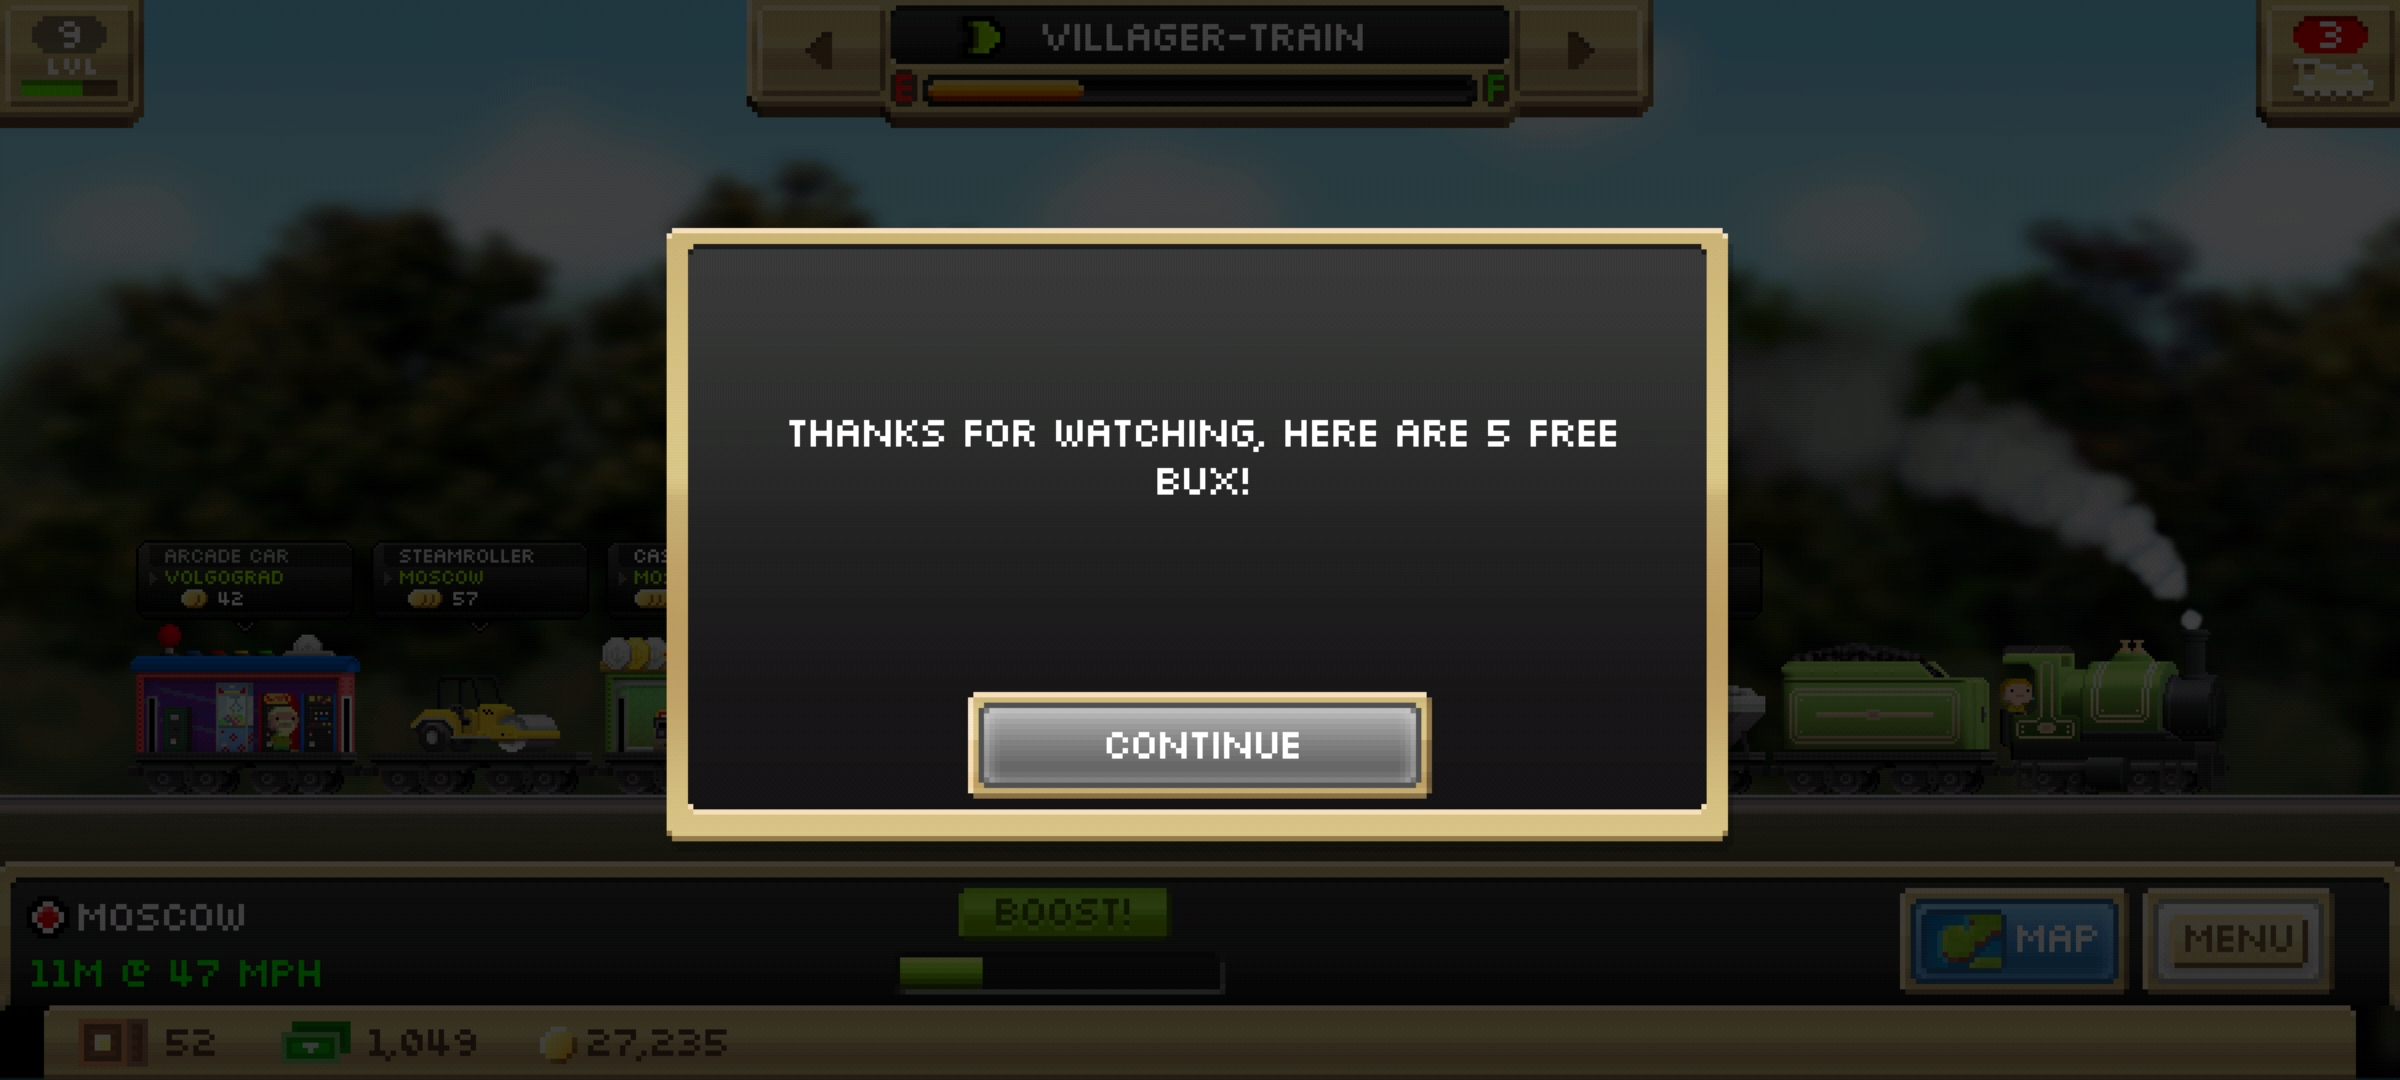 9
LVL
VILLAGER-TRAIN
E F
3
THANKS FOR WATCHING, HERE ARE 5 FREE
BUX!
CONTINUE
ARCADE CAR
VOLGOGRAD
42
STEAMROLLER
MOSCOW
57
MOSCOW
11M @ 47 MPH
BOOST!
MAP
MENU
52
1,049
27,235